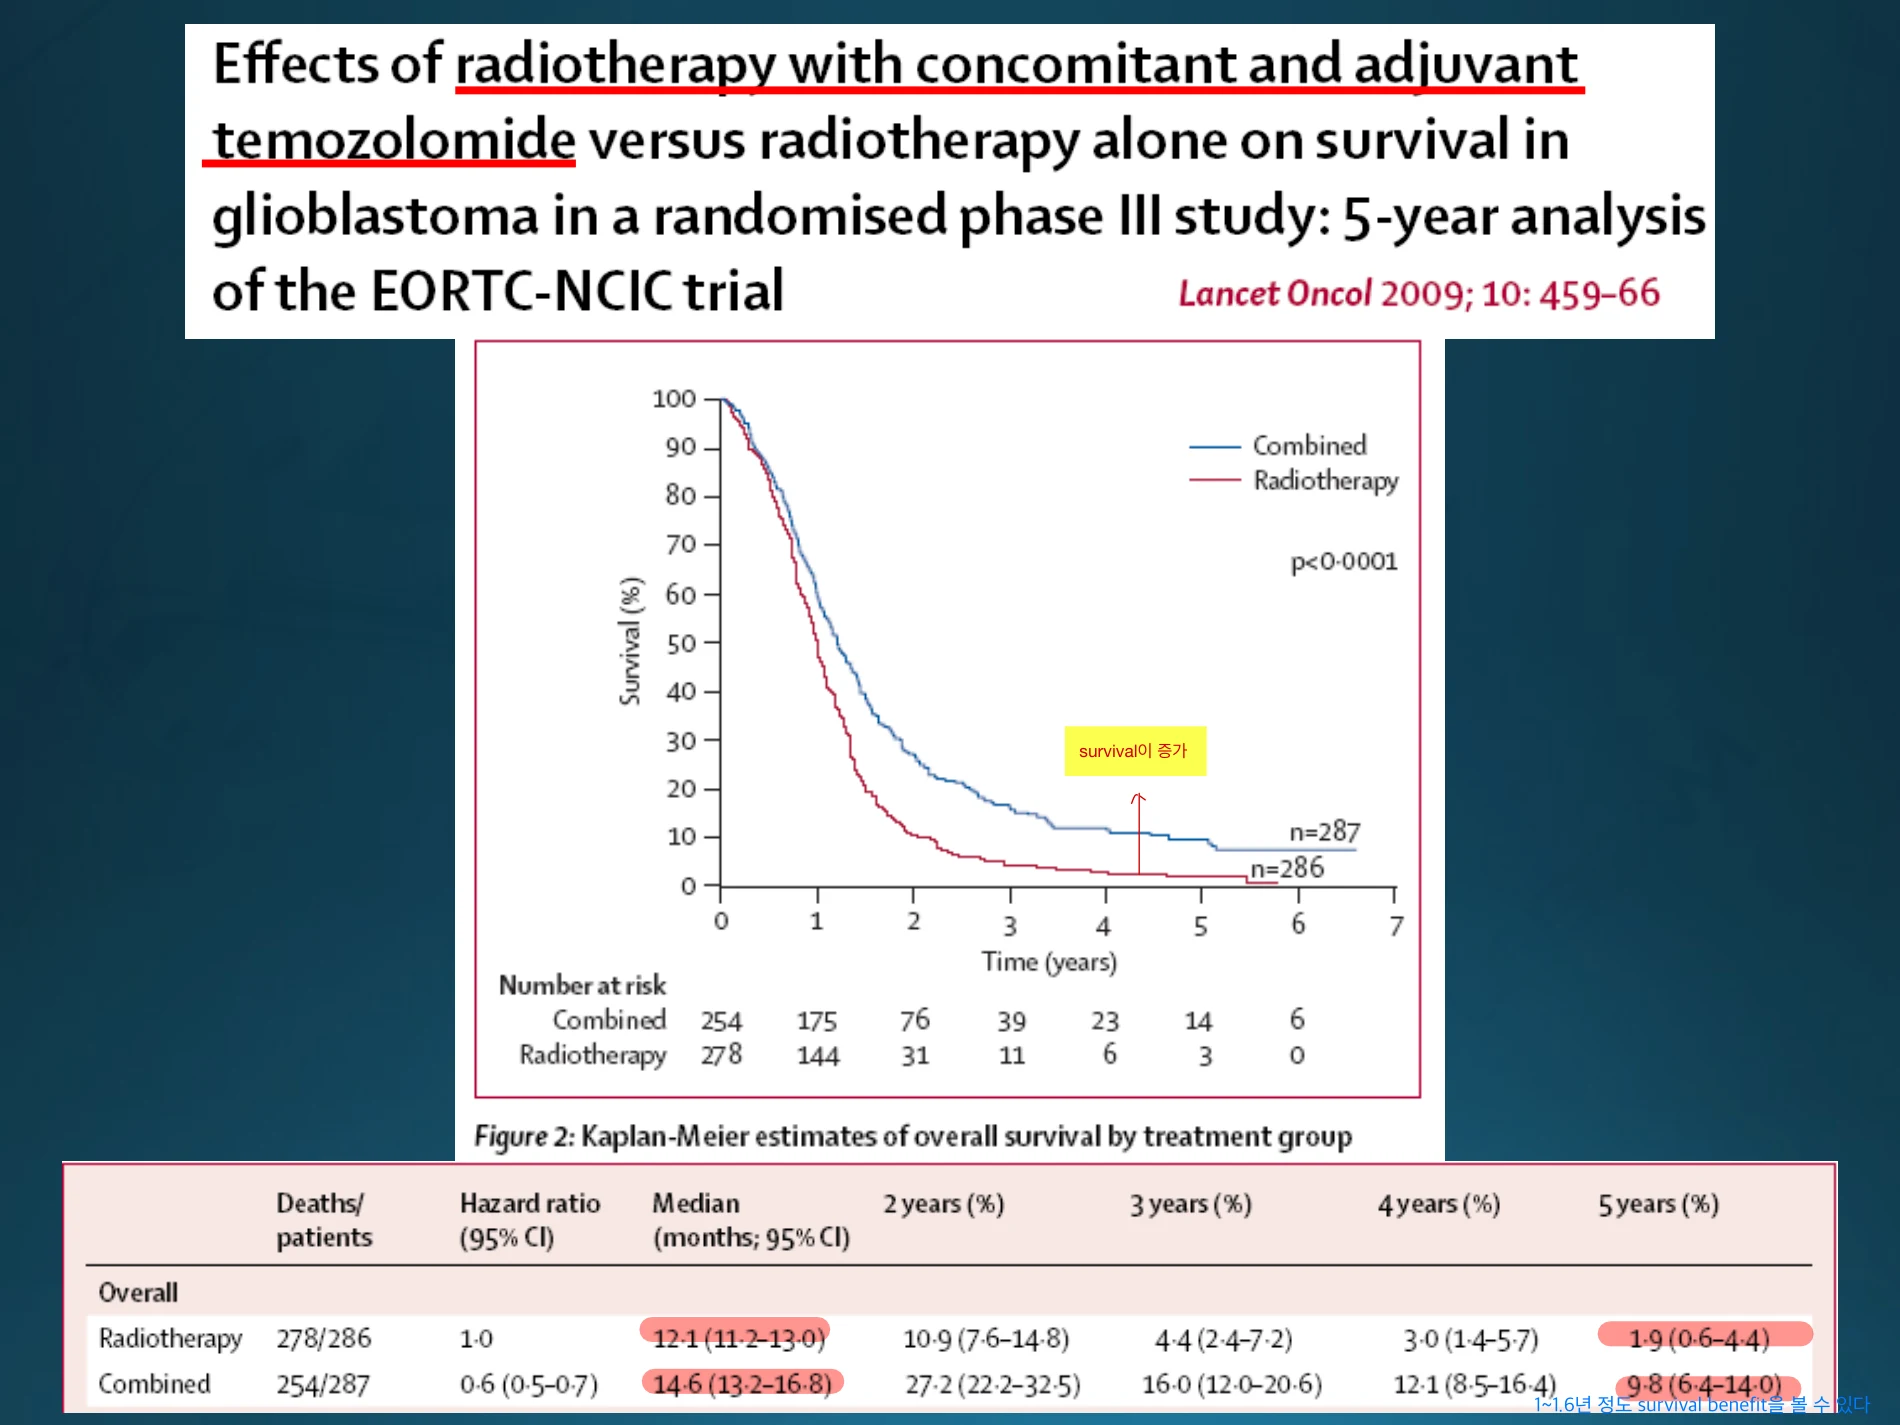 Effects of radiotherapy with concomitant and adjuvant
temozolomide versus radiotherapy alone on survival in
glioblastoma in a randomised phase III study: 5-year analysis
of the EORTC-NCIC trial
Lancet Oncol 2009; 10: 459–66
100
90
80
70
60
50
40
30
20
10
0
Survival (%)
Combined
Radiotherapy
p<0·0001
survival이 증가
n=287
n=286
0 1 2 3 4 5 6 7
Time (years)
Number at risk
Combined 254 175 76 39 23 14 6
Radiotherapy 278 144 31 11 6 3 0
Figure 2: Kaplan-Meier estimates of overall survival by treatment group
Deaths/ Hazard ratio Median 2 years (%) 3 years (%) 4 years (%) 5 years (%)
patients (95% CI) (months; 95% CI)
Overall
Radiotherapy 278/286 1·0 12·1 (11·2–13·0) 10·9 (7·6–14·8) 4·4 (2·4–7·2) 3·0 (1·4–5·7) 1·9 (0·6–4·4)
Combined 254/287 0·6 (0·5–0·7) 14·6 (13·2–16·8) 27·2 (22·2–32·5) 16·0 (12·0–20·6) 12·1 (8·5–16·4) 9·8 (6·4–14·0)
1~1.6년 정도 survival benefit을 볼 수 있다